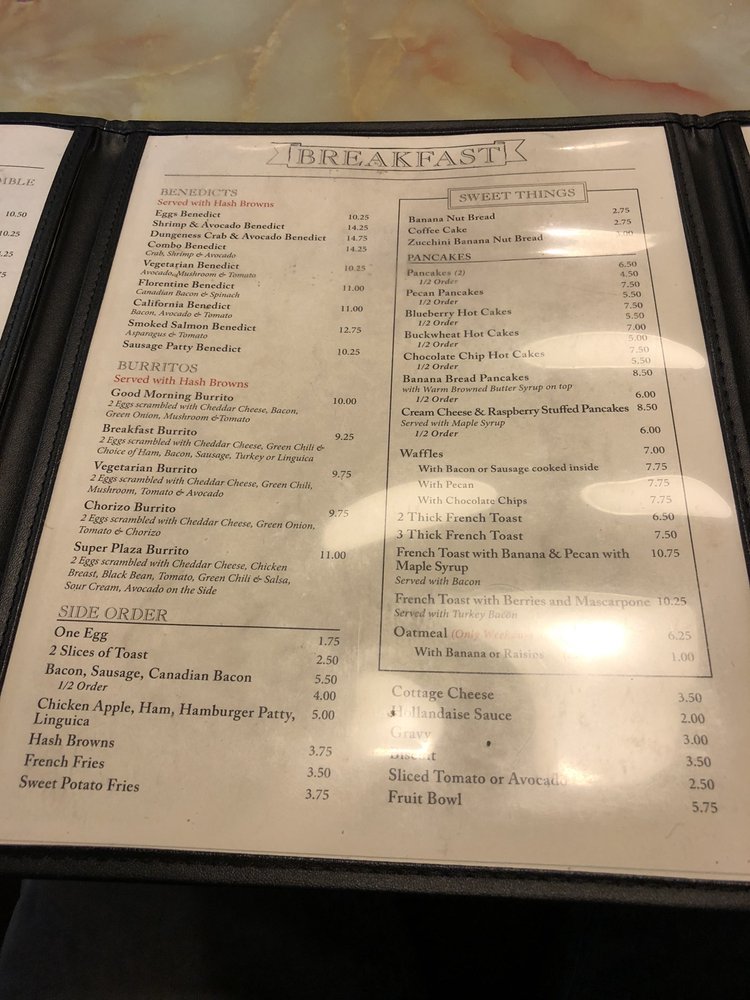 MBLE
10.50
10.25
BREAKFAST
BENEDICTS
Served with Hash Browns
Eggs Benedict 10.25
Shrimp & Avocado Benedict 14.25
Dungeness Crab & Avocado Benedict 14.75
Combo Benedict 14.25
Crab, Shrimp & Avocado
Vegetarian Benedict 10.25
Avocado, Mushroom & Tomato
Florentine Benedict 11.00
Canadian Bacon & Spinach
California Benedict 11.00
Bacon, Avocado & Tomato
Smoked Salmon Benedict 12.75
Asparagus & Tomato
Sausage Patty Benedict 10.25
BURRITOS
Served with Hash Browns
Good Morning Burrito 10.00
2 Eggs scrambled with Cheddar Cheese, Bacon,
Green Onion, Mushroom & Tomato
Breakfast Burrito 9.25
2 Eggs scrambled with Cheddar Cheese, Green Chili &
Choice of Ham, Bacon, Sausage, Turkey or Linguica
Vegetarian Burrito 9.75
2 Eggs scrambled with Cheddar Cheese, Green Chili,
Mushroom, Tomato & Avocado
Chorizo Burrito 9.75
2 Eggs scrambled with Cheddar Cheese, Green Onion,
Tomato & Chorizo
Super Plaza Burrito 11.00
2 Eggs scrambled with Cheddar Cheese, Chicken
Breast, Black Bean, Tomato, Green Chili & Salsa,
Sour Cream, Avocado on the Side
SIDE ORDER
One Egg 1.75
2 Slices of Toast 2.50
Bacon, Sausage, Canadian Bacon 5.50
1/2 Order 4.00
Chicken Apple, Ham, Hamburger Patty, 5.00
Linguica
Hash Browns 3.75
French Fries 3.50
Sweet Potato Fries 3.75
SWEET THINGS
Banana Nut Bread 2.75
Coffee Cake 2.75
Zucchini Banana Nut Bread
PANCAKES
Pancakes (2) 6.50
1/2 Order 4.50
Pecan Pancakes 7.50
1/2 Order 5.50
Blueberry Hot Cakes 7.50
1/2 Order 5.50
Buckwheat Hot Cakes 7.00
1/2 Order 5.00
Chocolate Chip Hot Cakes 7.50
1/2 Order 5.50
Banana Bread Pancakes 8.50
with Warm Browned Butter Syrup on top
1/2 Order 6.00
Cream Cheese & Raspberry Stuffed Pancakes 8.50
Served with Maple Syrup
1/2 Order 6.00
Waffles 7.00
With Bacon or Sausage cooked inside 7.75
With Pecan 7.75
With Chocolate Chips 7.75
2 Thick French Toast 6.50
3 Thick French Toast 7.50
French Toast with Banana & Pecan with 10.75
Maple Syrup
Served with Bacon
French Toast with Berries and Mascarpone 10.25
Served with Turkey Bacon
Oatmeal (Only 6.25
With Banana or Raisins 1.00
Cottage Cheese 3.50
Hollandaise Sauce 2.00
Gravy 3.00
Biscuit 3.50
Sliced Tomato or Avocado 2.50
Fruit Bowl 5.75